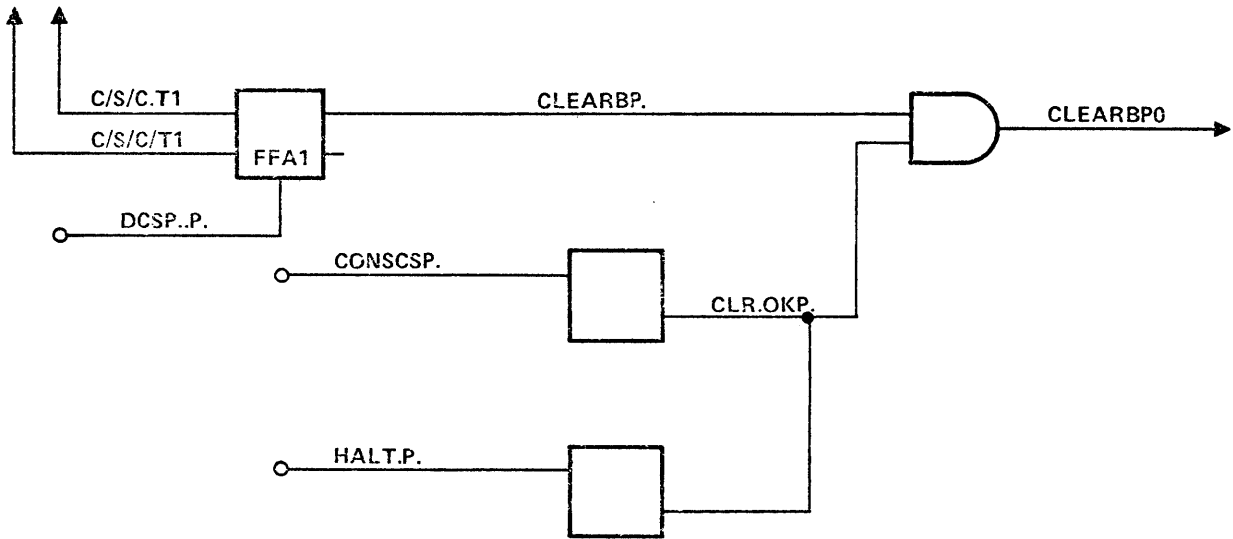 C/S/C.T1
CLEARBP.
CLEARBP0
C/S/C/T1
FFA1
DCSP..P.
CONSCSP.
CLR.OKP.
HALT.P.